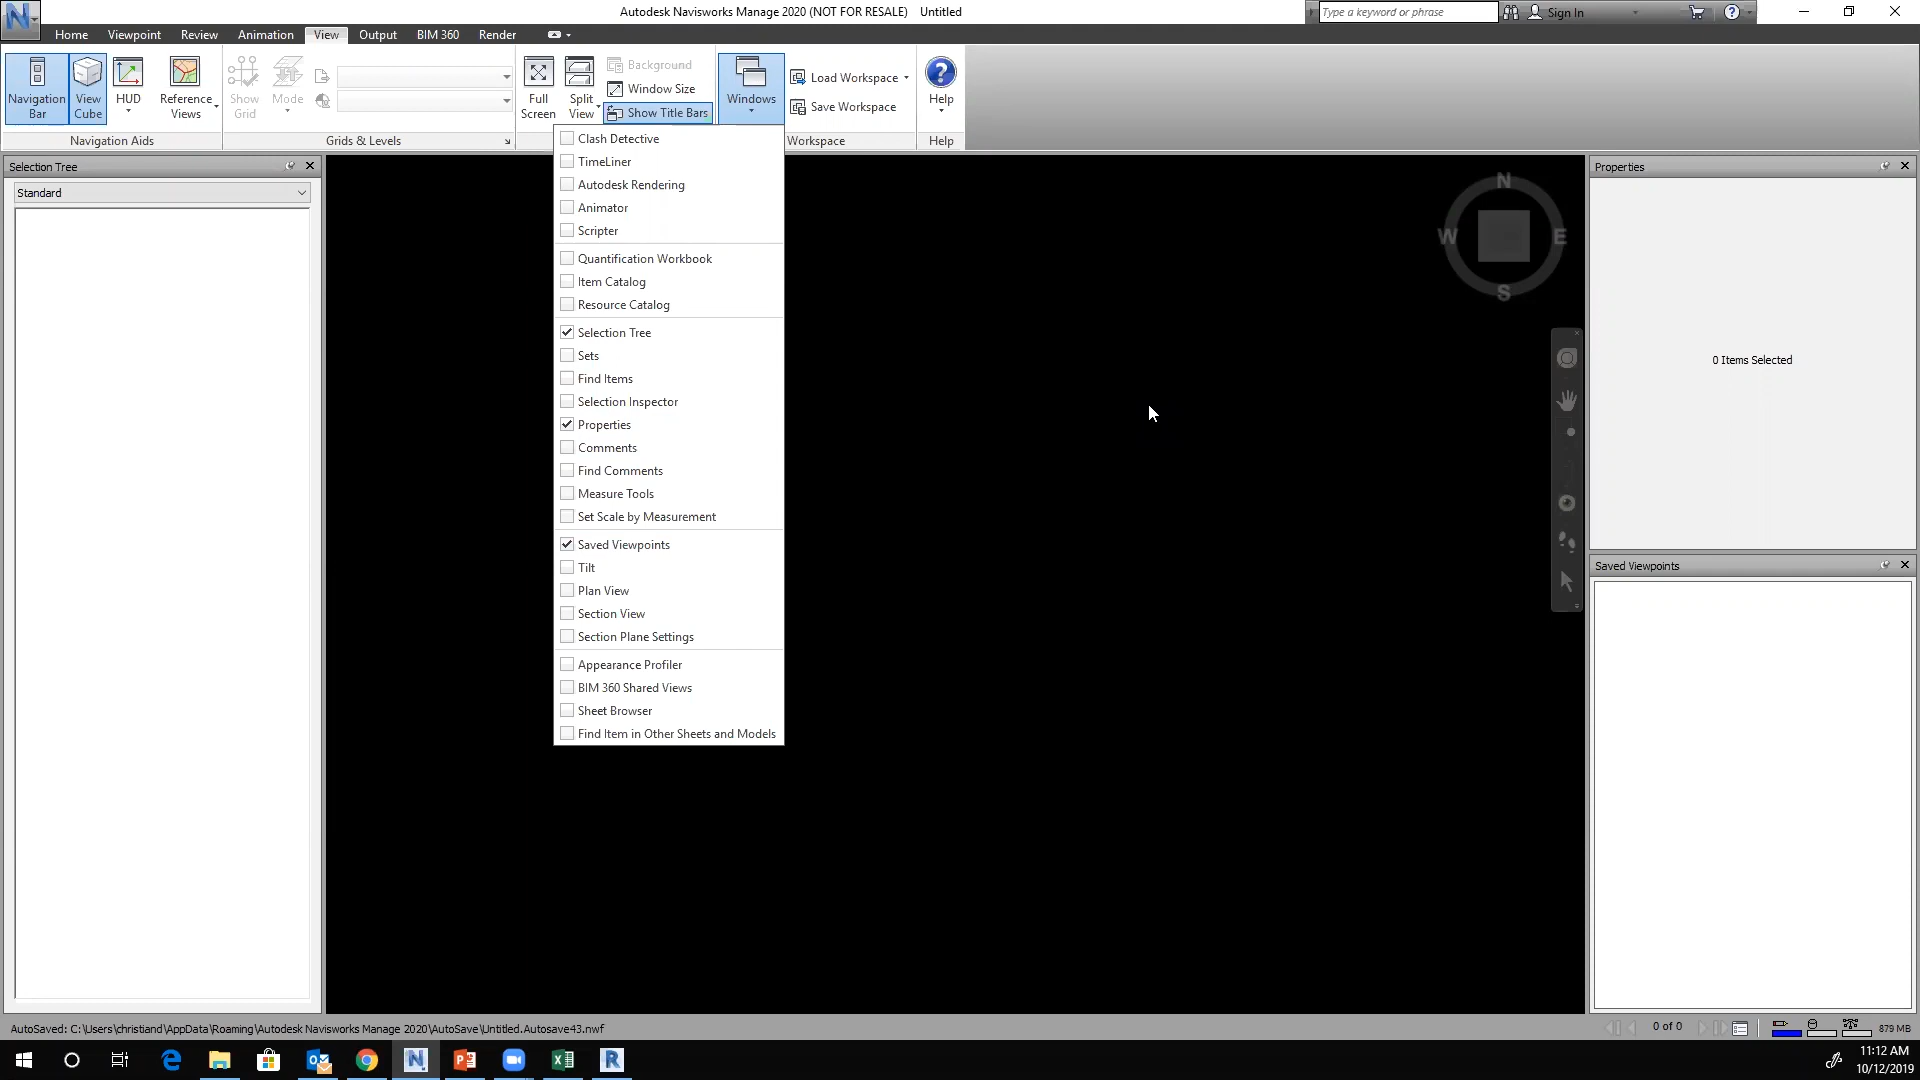 Autodesk Navisworks Manage 2020 (NOT FOR RESALE) Untitled
Type a keyword or phrase
Sign In
Home Viewpoint Review Animation View Output BIM 360 Render
Navigation Bar
View Cube
HUD
Reference Views
Navigation Aids
Show Grid
Mode
Grids & Levels
Full Screen
Split View
Background
Window Size
Show Title Bars
Windows
Load Workspace
Save Workspace
Workspace
Help
Help
Selection Tree
Standard
Clash Detective
TimeLiner
Autodesk Rendering
Animator
Scripter
Quantification Workbook
Item Catalog
Resource Catalog
Selection Tree
Sets
Find Items
Selection Inspector
Properties
Comments
Find Comments
Measure Tools
Set Scale by Measurement
Saved Viewpoints
Tilt
Plan View
Section View
Section Plane Settings
Appearance Profiler
BIM 360 Shared Views
Sheet Browser
Find Item in Other Sheets and Models
N
W E
S
Properties
0 Items Selected
Saved Viewpoints
AutoSaved: C:\Users\christiand\AppData\Roaming\Autodesk Navisworks Manage 2020\AutoSave\Untitled.Autosave43.nwf
0 of 0
879 MB
11:12 AM
10/12/2019